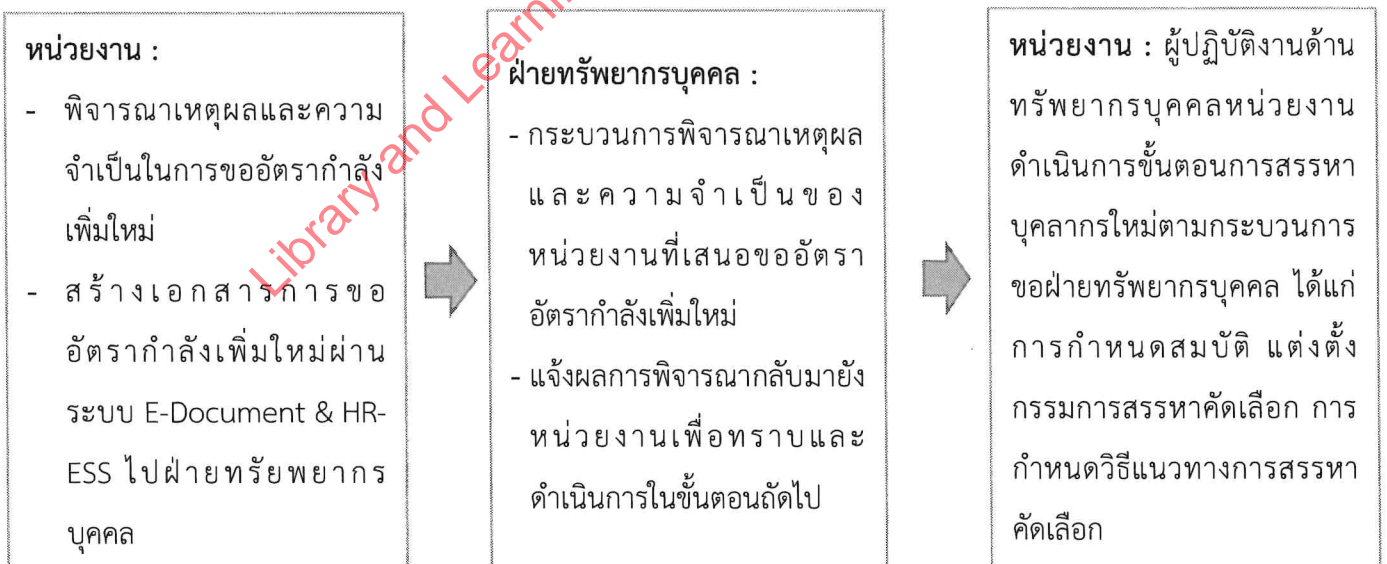 หน่วยงาน :
- พิจารณาเหตุผลและความ
จำเป็นในการขออัตรากำลัง
เพิ่มใหม่
- สร้างเอกสารการขอ
อัตรากำลังเพิ่มใหม่ผ่าน
ระบบ E-Document & HR-
ESS ไปฝ่ายทรัยพยากร
บุคคล
ฝ่ายทรัพยากรบุคคล :
- กระบวนการพิจารณาเหตุผล
และความจำเป็นของ
หน่วยงานที่เสนอขออัตรา
อัตรากำลังเพิ่มใหม่
- แจ้งผลการพิจารณากลับมายัง
หน่วยงานเพื่อทราบและ
ดำเนินการในขั้นตอนถัดไป
หน่วยงาน : ผู้ปฏิบัติงานด้าน
ทรัพยากรบุคคลหน่วยงาน
ดำเนินการขั้นตอนการสรรหา
บุคลากรใหม่ตามกระบวนการ
ขอฝ่ายทรัพยากรบุคคล ได้แก่
การกำหนดสมบัติ แต่งตั้ง
กรรมการสรรหาคัดเลือก การ
กำหนดวิธีแนวทางการสรรหา
คัดเลือก
Library and Learni